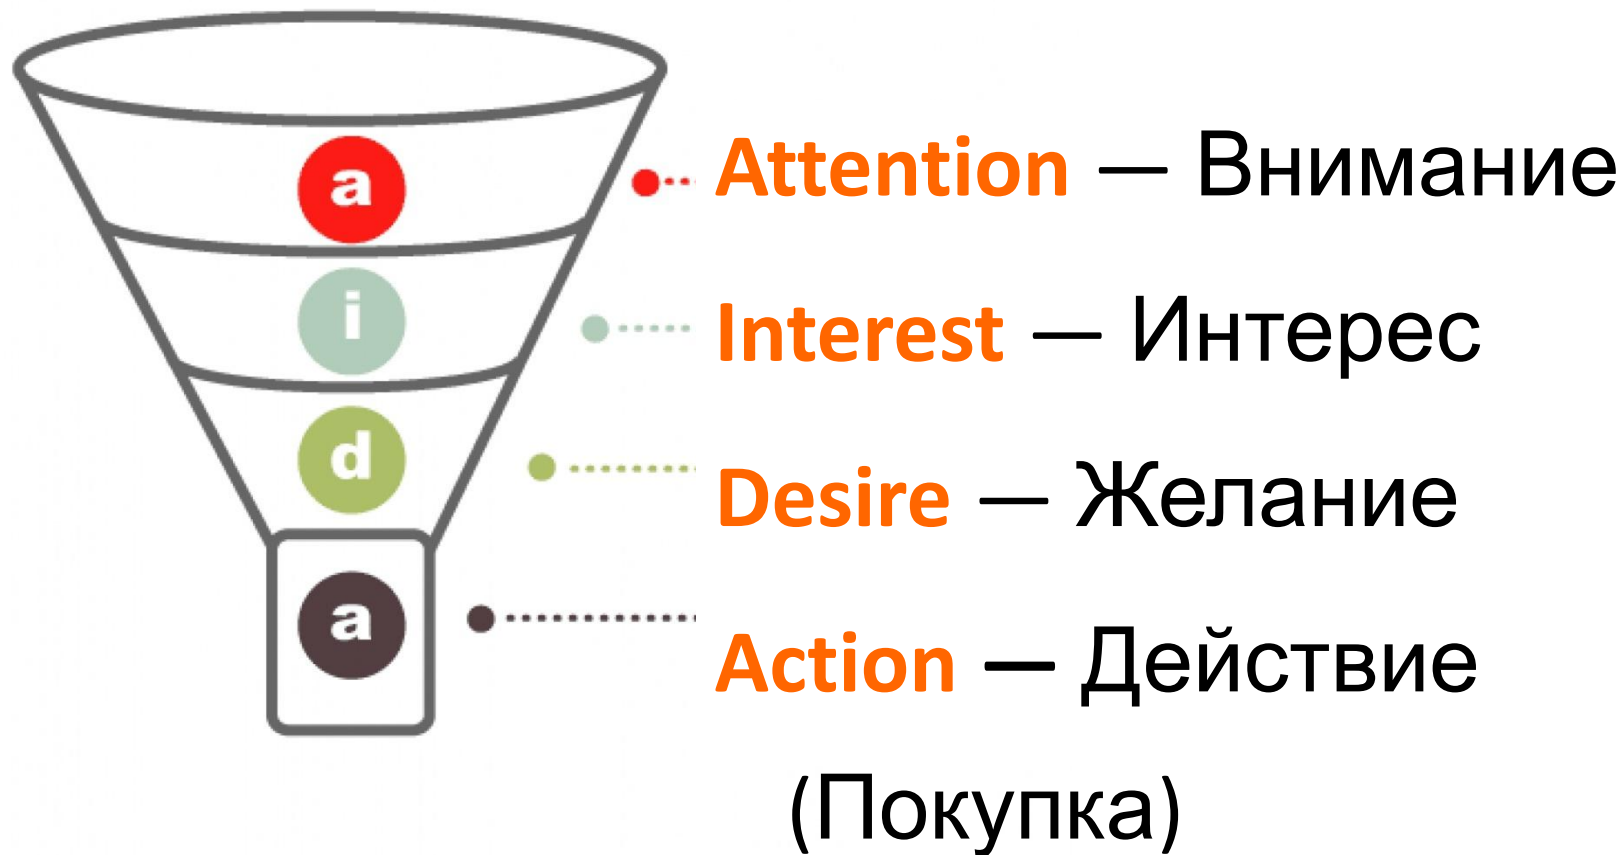 a
Attention — Внимание
i
Interest — Интерес
d
Desire — Желание
a
Action — Действие
(Покупка)